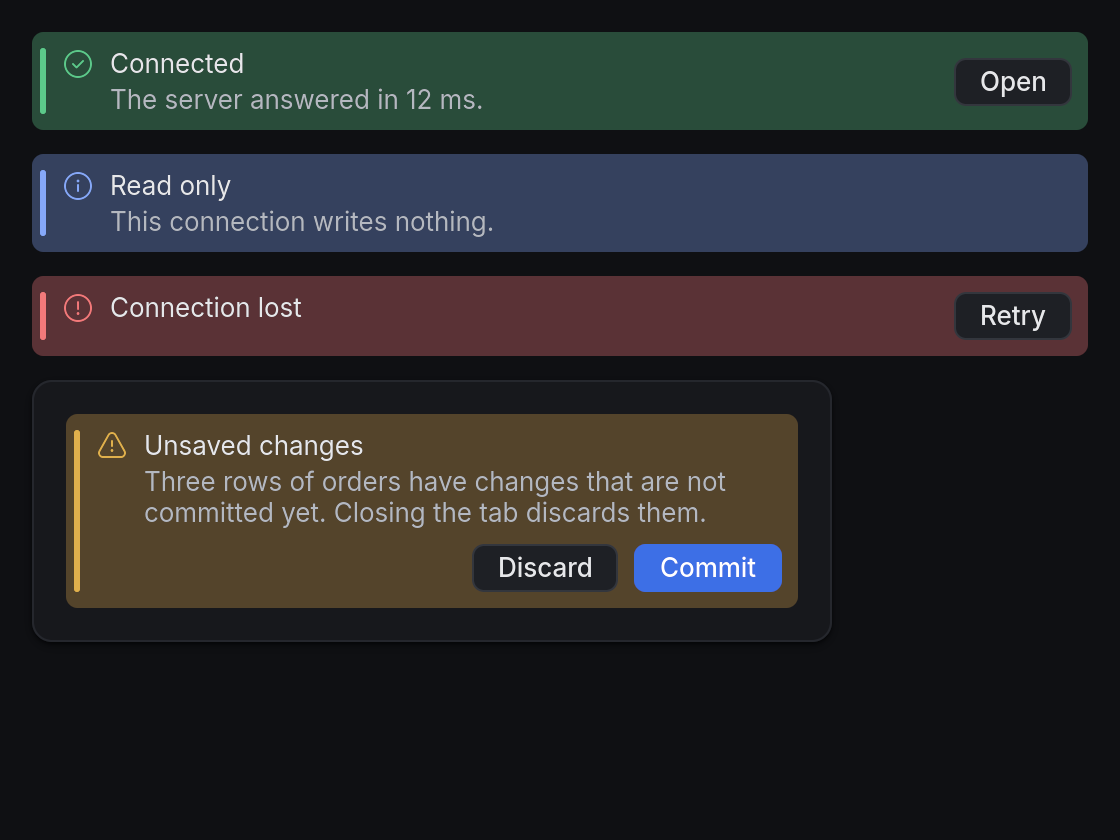 Connected
The server answered in 12 ms.
Open
Read only
This connection writes nothing.
Connection lost
Retry
Unsaved changes
Three rows of orders have changes that are not
committed yet. Closing the tab discards them.
Discard Commit